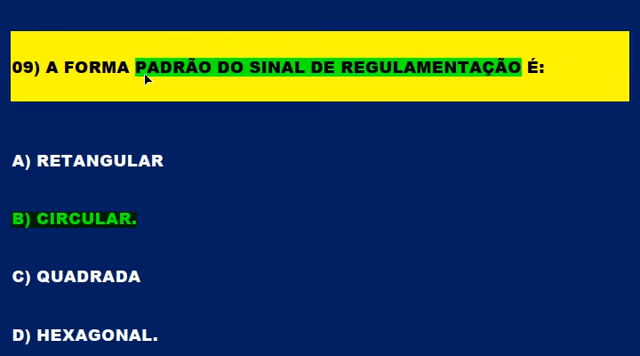 09) A FORMA PADRÃO DO SINAL DE REGULAMENTAÇÃO É:
A) RETANGULAR
B) CIRCULAR.
C) QUADRADA
D) HEXAGONAL.